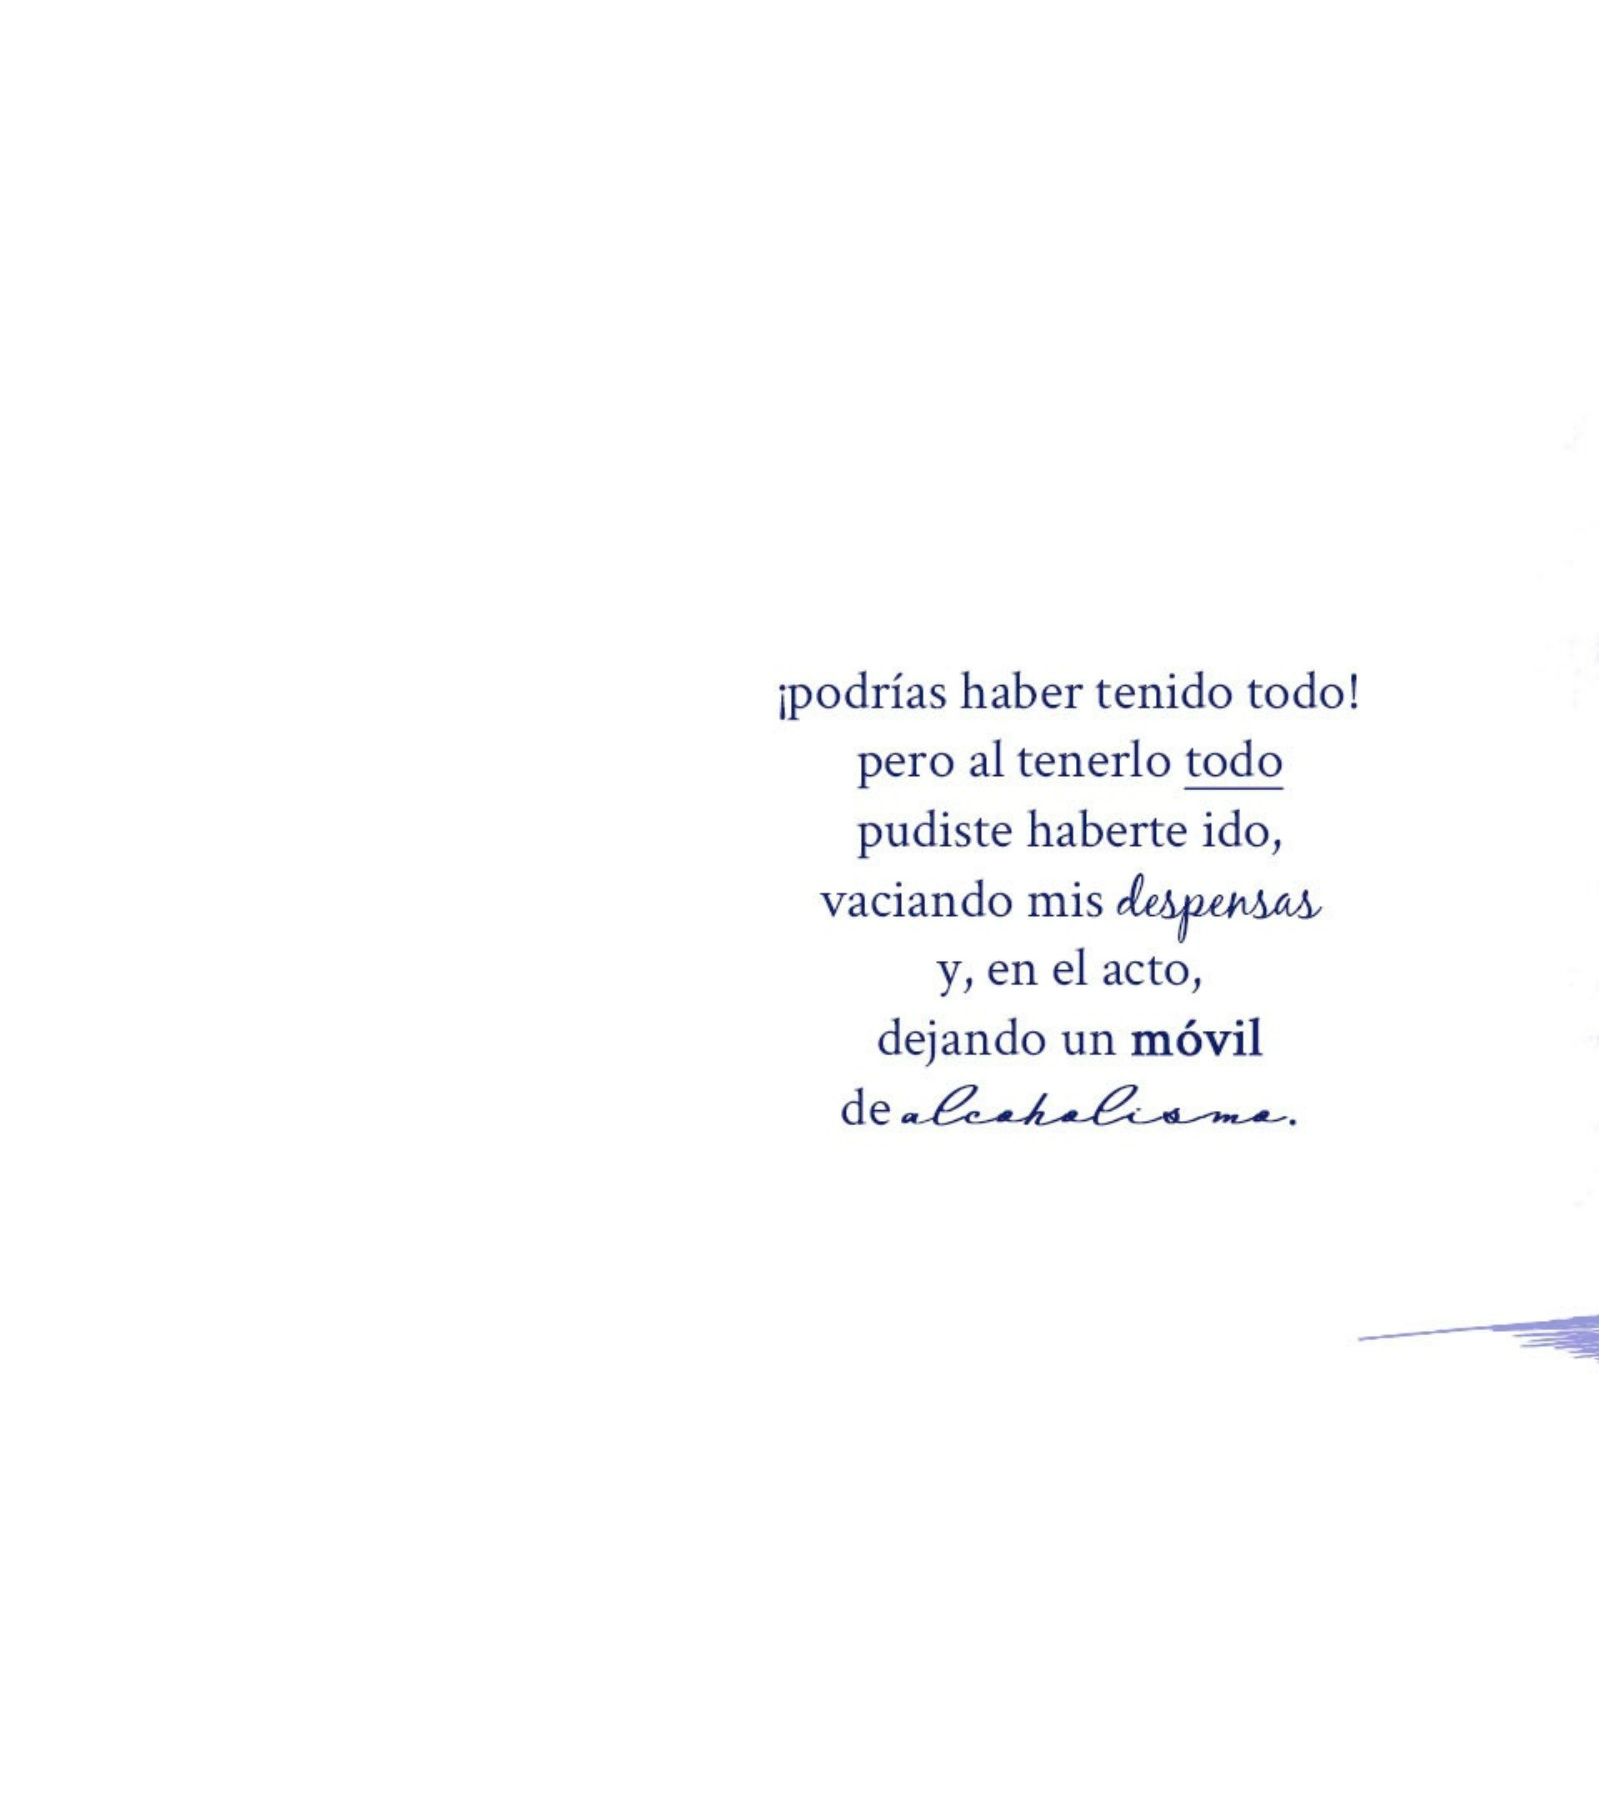 ¡podrías haber tenido todo!
pero al tenerlo todo
pudiste haberte ido,
vaciando mis despensas
y, en el acto,
dejando un móvil
de alcoholismo.